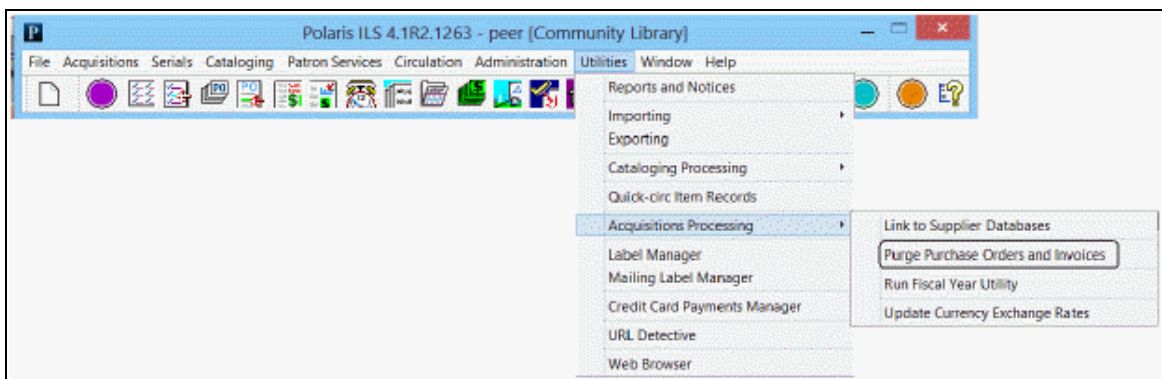 P Polaris ILS 4.1R2.1263 - peer [Community Library]
File Acquisitions Serials Cataloging Patron Services Circulation Administration Utilities Window Help
Reports and Notices
Importing
Exporting
Cataloging Processing
Quick-circ Item Records
Acquisitions Processing
Link to Supplier Databases
Purge Purchase Orders and Invoices
Run Fiscal Year Utility
Update Currency Exchange Rates
Label Manager
Mailing Label Manager
Credit Card Payments Manager
URL Detective
Web Browser